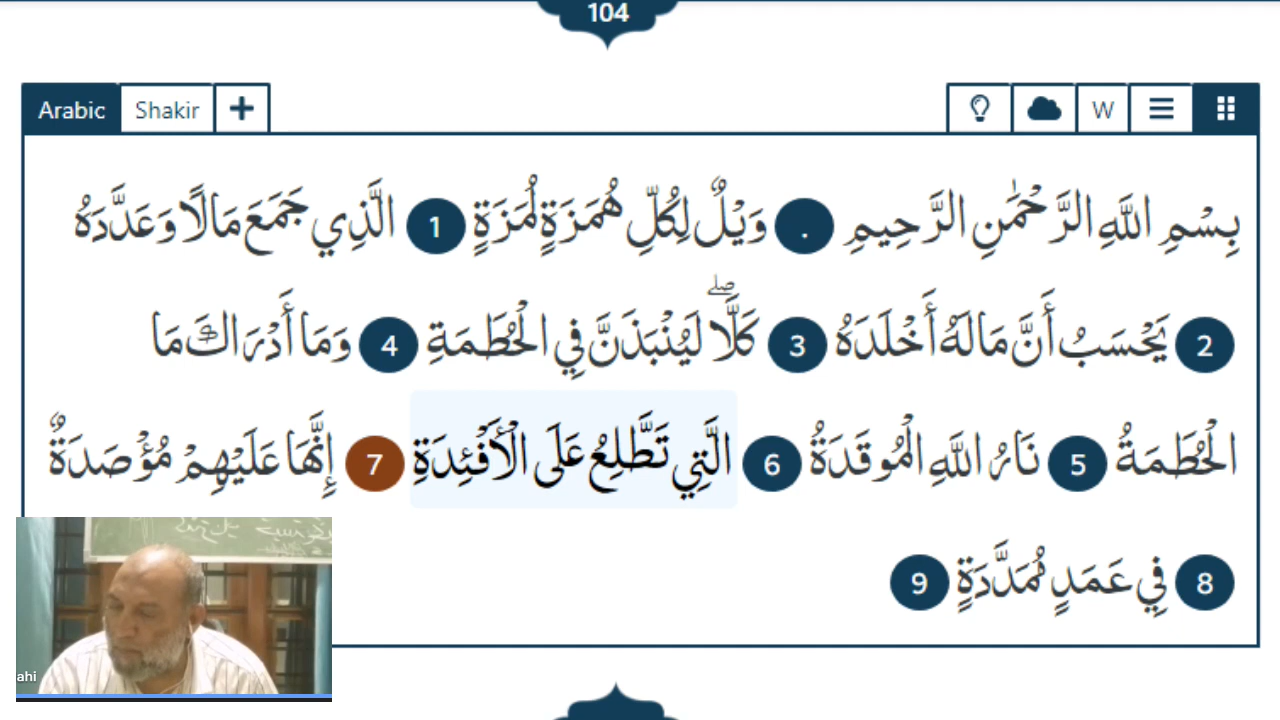 104
Arabic Shakir + W
بِسْمِ اللَّهِ الرَّحْمَٰنِ الرَّحِيمِ . وَيْلٌ لِكُلِّ هُمَزَةٍ لُمَزَةٍ 1 الَّذِي جَمَعَ مَالًا وَعَدَّدَهُ
2 يَحْسَبُ أَنَّ مَالَهُ أَخْلَدَهُ 3 كَلَّا ۖ لَيُنْبَذَنَّ فِي الْحُطَمَةِ 4 وَمَا أَدْرَاكَ مَا
الْحُطَمَةُ 5 نَارُ اللَّهِ الْمُوقَدَةُ 6 الَّتِي تَطَّلِعُ عَلَى الْأَفْئِدَةِ 7 إِنَّهَا عَلَيْهِمْ مُؤْصَدَةٌ
8 فِي عَمَدٍ مُمَدَّدَةٍ 9
ahi